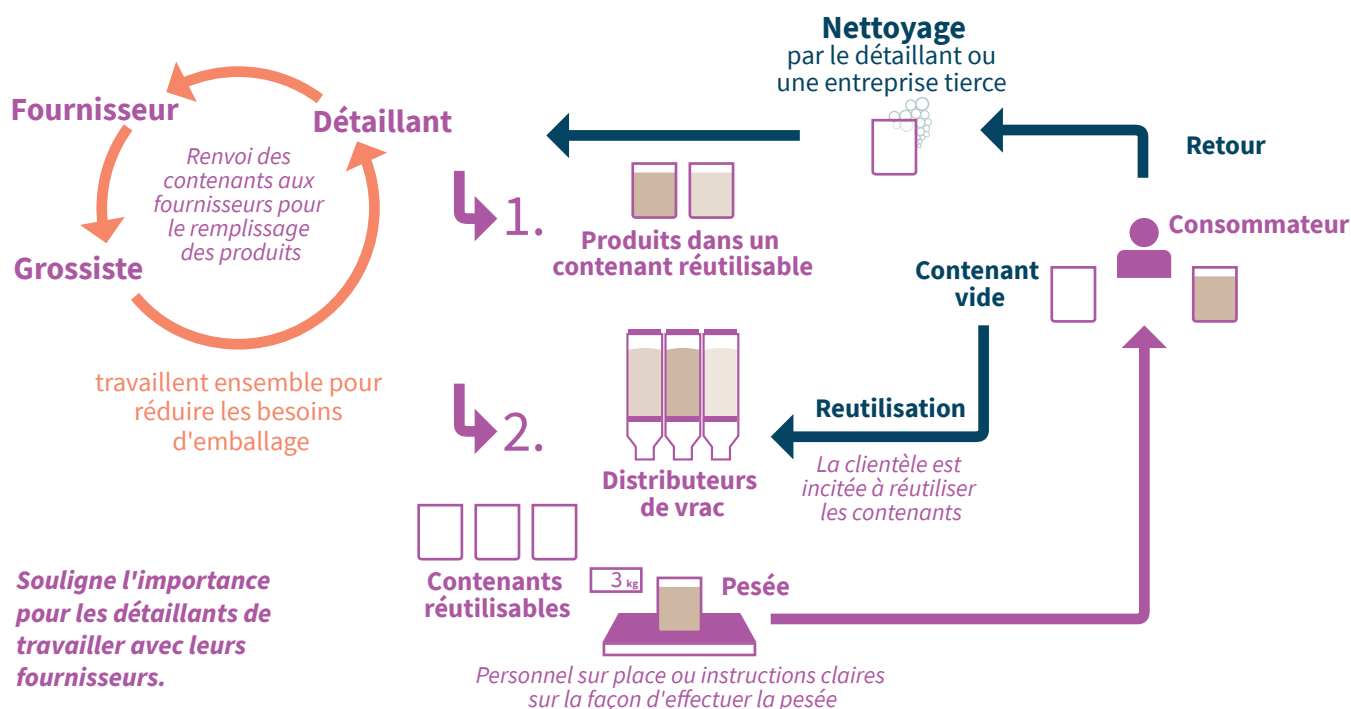 Nettoyage
par le détaillant ou
une entreprise tierce
Fournisseur
Détaillant
Renvoi des
contenants aux
fournisseurs pour
le remplissage
des produits
Grossiste
travaillent ensemble pour
réduire les besoins
d'emballage
Retour
1.
Produits dans un
contenant réutilisable
Consommateur
Contenant
vide
2.
Distributeurs
de vrac
Reutilisation
La clientèle est
incitée à réutiliser
les contenants
Contenants
réutilisables
3 kg
Pesée
Personnel sur place ou instructions claires
sur la façon d'effectuer la pesée
Souligne l'importance
pour les détaillants de
travailler avec leurs
fournisseurs.